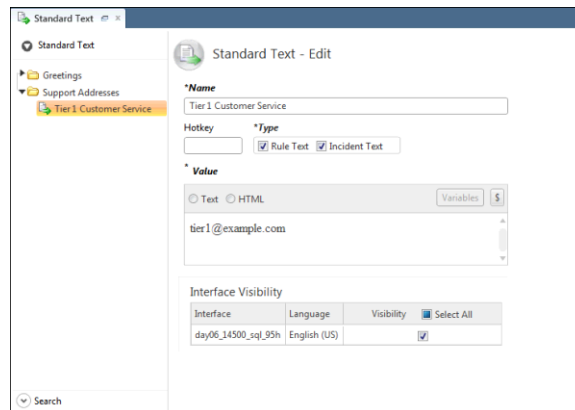 Standard Text
Standard Text
Greetings
Support Addresses
Tier 1 Customer Service
Search
Standard Text - Edit
*Name
Tier 1 Customer Service
Hotkey *Type
Rule Text Incident Text
* Value
Text HTML Variables $
tier1@example.com
Interface Visibility
Interface Language Visibility Select All
day06_14500_sql_95h English (US)